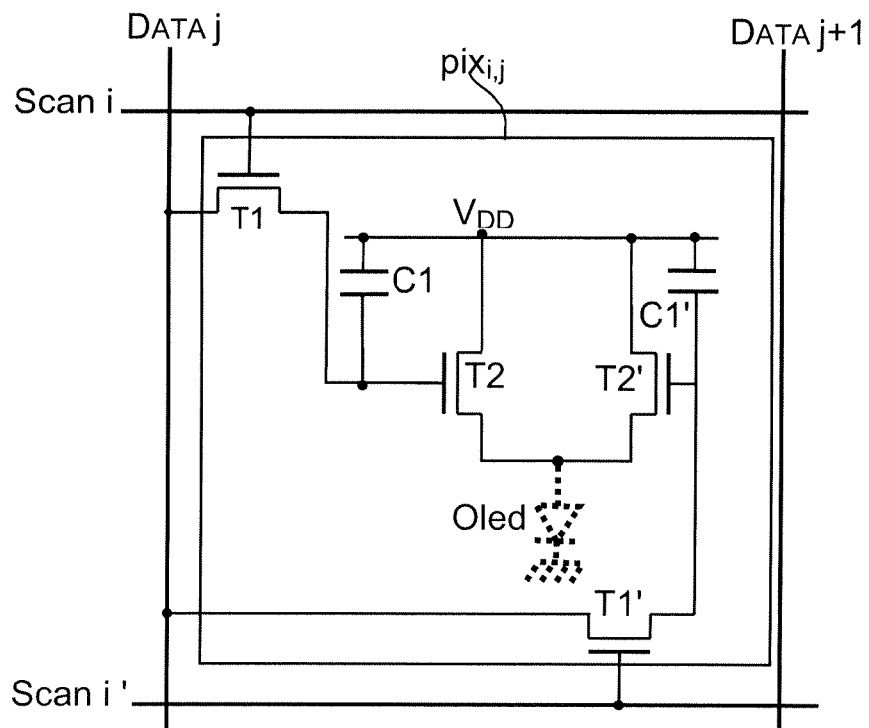 DATA j
DATA j+1
pixi,j
Scan i
T1
VDD
C1
C1'
T2
T2'
Oled
T1'
Scan i '